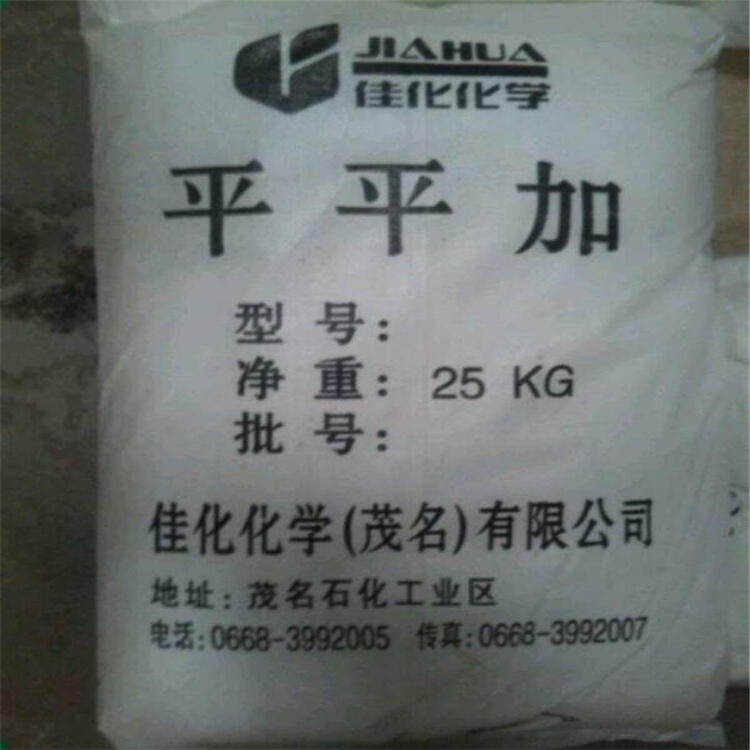 JIAHUA
佳化化学
平平加
型号:
净重: 25 KG
批号:
佳化化学(茂名)有限公司
地址: 茂名石化工业区
电话:0668-3992005 传真:0668-3992007